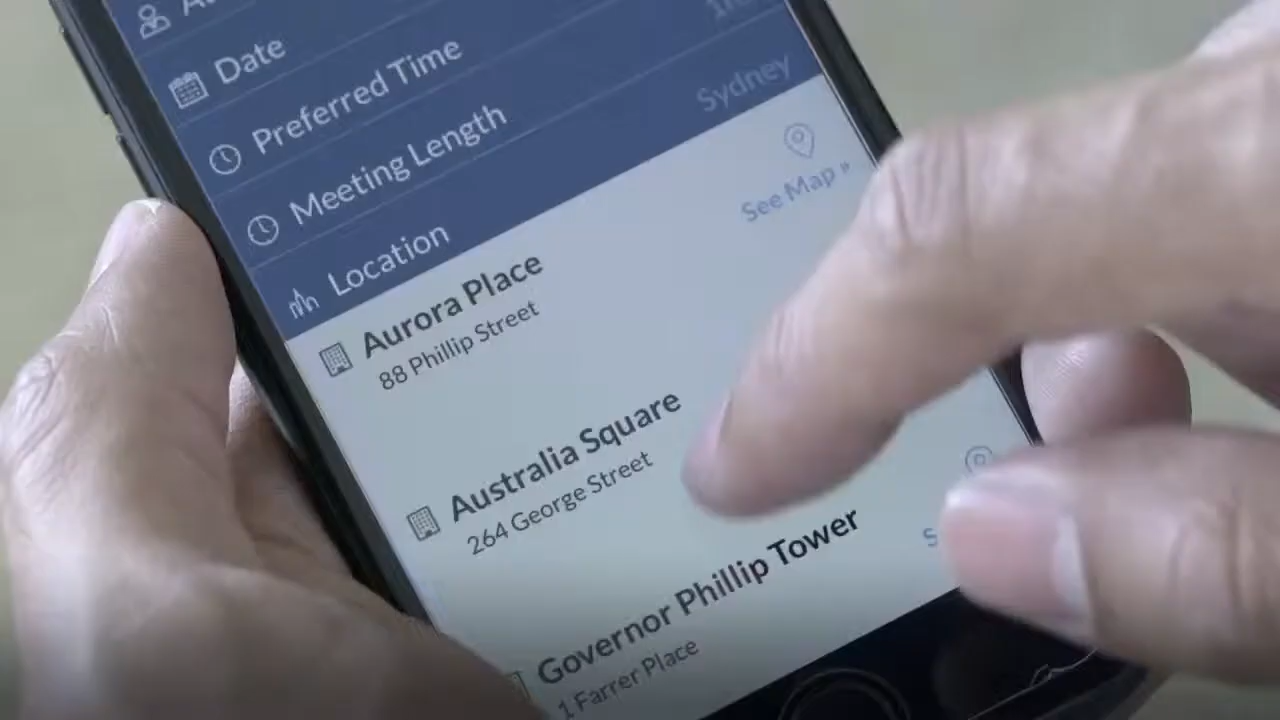 Date
Preferred Time
Meeting Length
Location
Sydney
See Map »
Aurora Place
88 Phillip Street
Australia Square
264 George Street
Governor Phillip Tower
1 Farrer Place